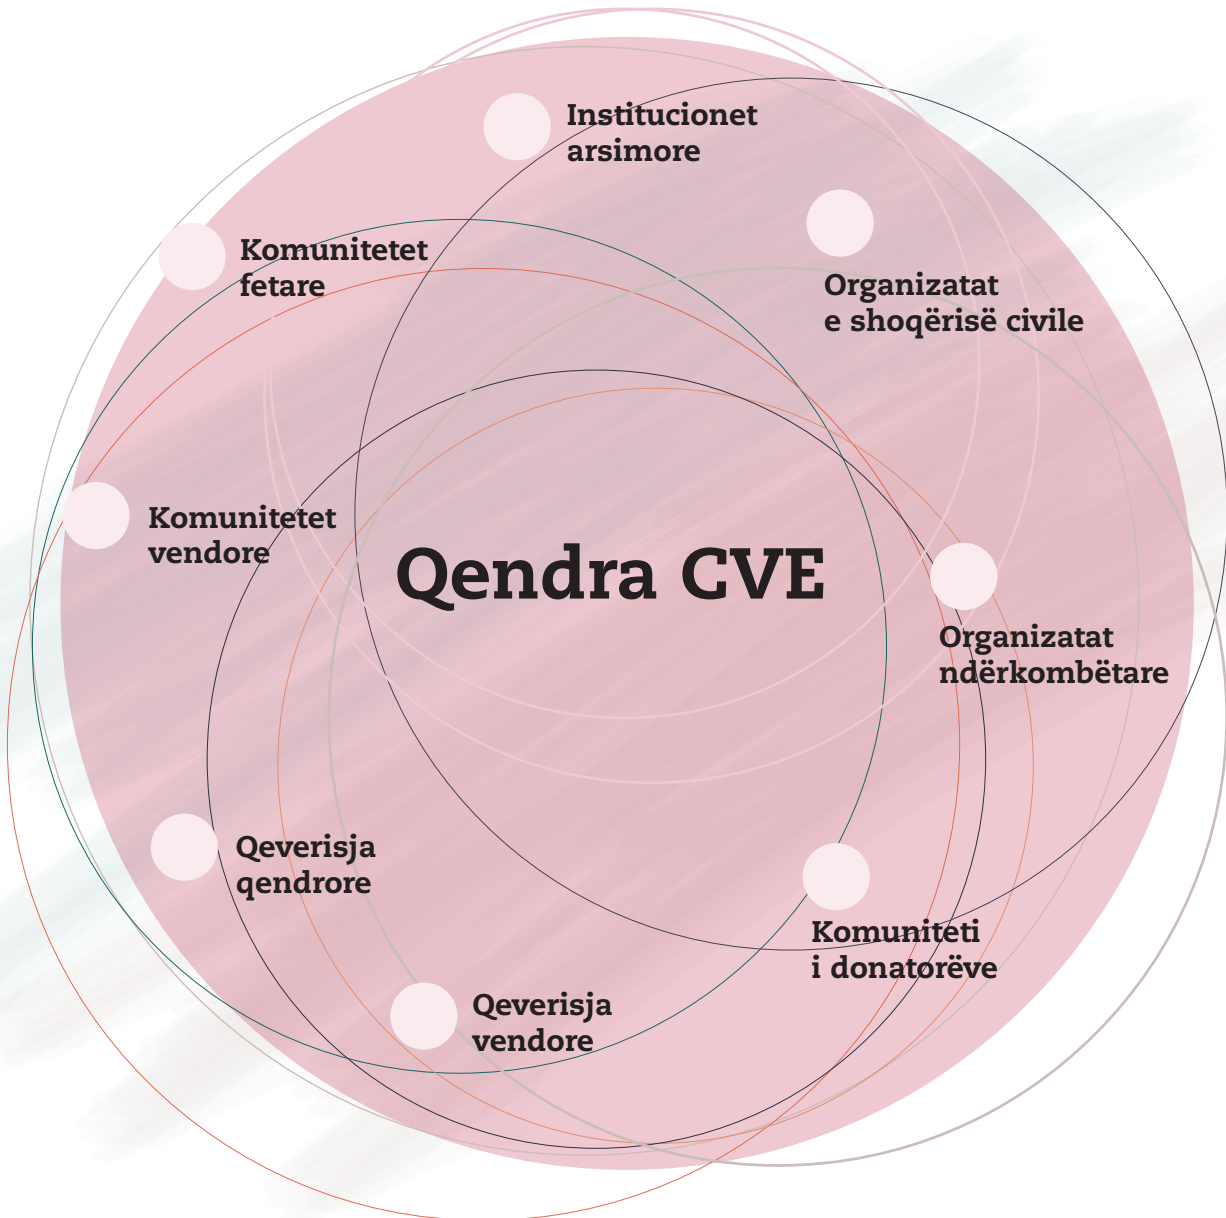 Institucionet
arsimore
Komunitetet
fetare
Organizatat
e shoqërisë civile
Komunitetet
vendore
Qendra CVE
Organizatat
ndërkombëtare
Qeverisja
qendrore
Komuniteti
i donatorëve
Qeverisja
vendore